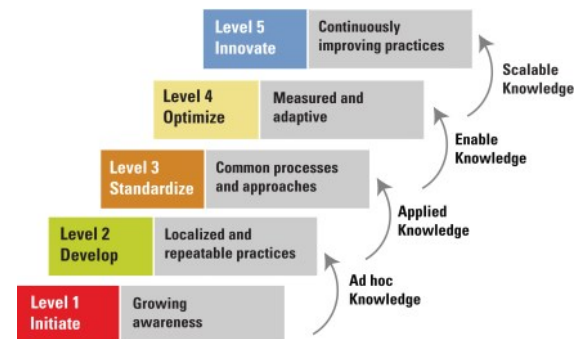 Level 5
Innovate
Continuously
improving practices
Scalable
Knowledge
Level 4
Optimize
Measured and
adaptive
Enable
Knowledge
Level 3
Standardize
Common processes
and approaches
Applied
Knowledge
Level 2
Develop
Localized and
repeatable practices
Ad hoc
Knowledge
Level 1
Initiate
Growing
awareness